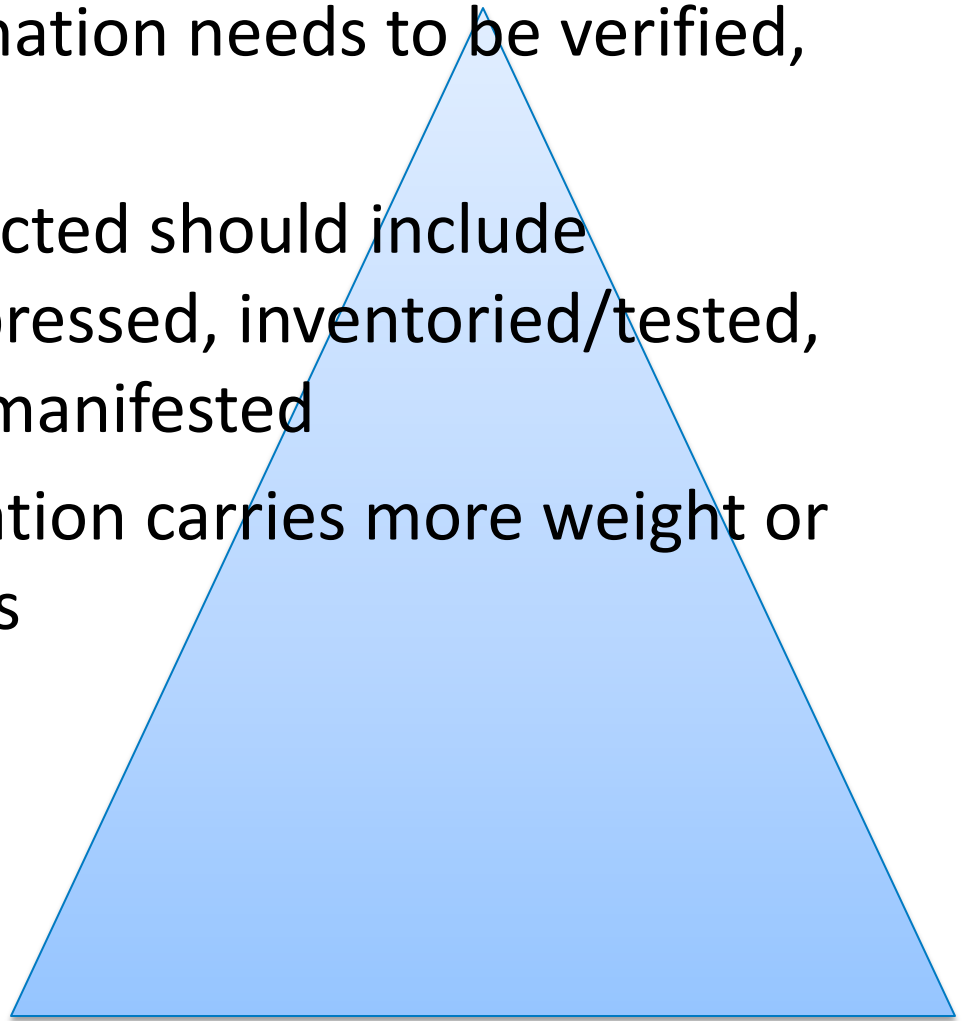 nation needs to be verified,
cted should include
pressed, inventoried/tested,
manifested
ation carries more weight or
s